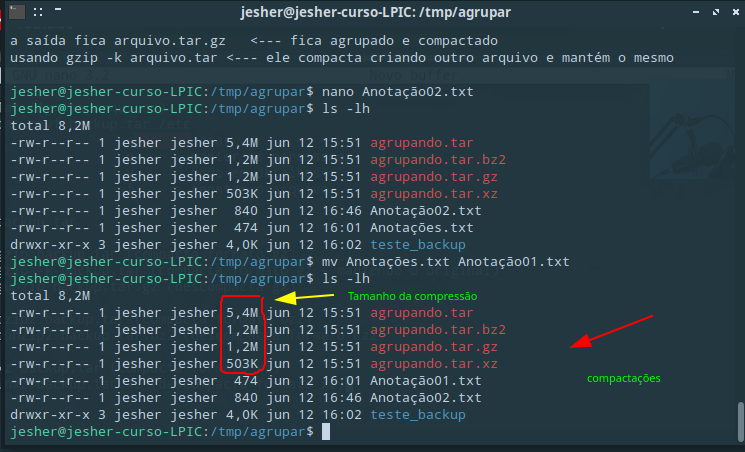 jesher@jesher-curso-LPIC: /tmp/agrupar
a saída fica arquivo.tar.gz   <--- fica agrupado e compactado
usando gzip -k arquivo.tar <--- ele compacta criando outro arquivo e mantém o mesmo
jesher@jesher-curso-LPIC:/tmp/agrupar$ nano Anotação02.txt
jesher@jesher-curso-LPIC:/tmp/agrupar$ ls -lh
total 8,2M
-rw-r--r-- 1 jesher jesher 5,4M jun 12 15:51 agrupando.tar
-rw-r--r-- 1 jesher jesher 1,2M jun 12 15:51 agrupando.tar.bz2
-rw-r--r-- 1 jesher jesher 1,2M jun 12 15:51 agrupando.tar.gz
-rw-r--r-- 1 jesher jesher 503K jun 12 15:51 agrupando.tar.xz
-rw-r--r-- 1 jesher jesher  840 jun 12 16:46 Anotação02.txt
-rw-r--r-- 1 jesher jesher  474 jun 12 16:01 Anotações.txt
drwxr-xr-x 3 jesher jesher 4,0K jun 12 16:02 teste_backup
jesher@jesher-curso-LPIC:/tmp/agrupar$ mv Anotações.txt Anotação01.txt
jesher@jesher-curso-LPIC:/tmp/agrupar$ ls -lh
total 8,2M
Tamanho da compressão
-rw-r--r-- 1 jesher jesher 5,4M jun 12 15:51 agrupando.tar
-rw-r--r-- 1 jesher jesher 1,2M jun 12 15:51 agrupando.tar.bz2
-rw-r--r-- 1 jesher jesher 1,2M jun 12 15:51 agrupando.tar.gz
-rw-r--r-- 1 jesher jesher 503K jun 12 15:51 agrupando.tar.xz
-rw-r--r-- 1 jesher jesher  474 jun 12 16:01 Anotação01.txt
compactações
-rw-r--r-- 1 jesher jesher  840 jun 12 16:46 Anotação02.txt
drwxr-xr-x 3 jesher jesher 4,0K jun 12 16:02 teste_backup
jesher@jesher-curso-LPIC:/tmp/agrupar$